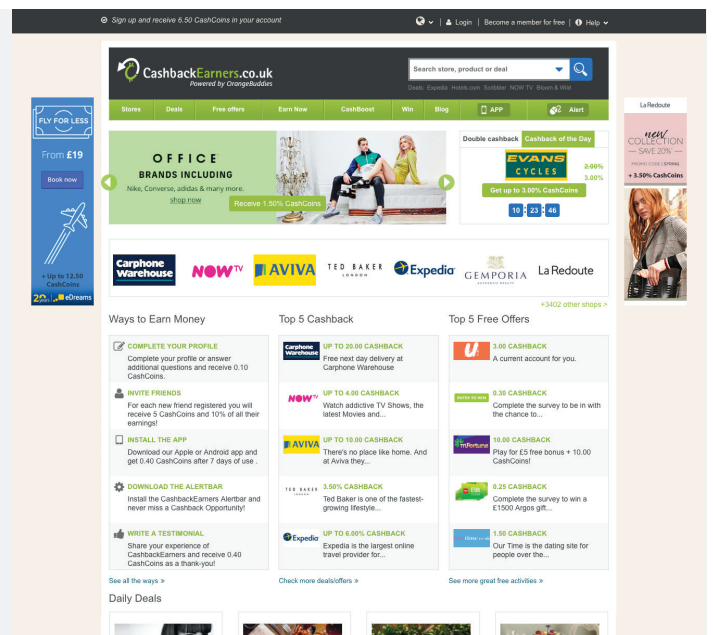 Sign up and receive 6.50 CashCoins in your account
Login | Become a member for free | Help
CashbackEarners.co.uk
Powered by OrangeBuddies
Search store, product or deal
Deals: Expedia Hotels.com Scribbler NOW TV Bloom & Wild
Stores Deals Free offers Earn Now CashBoost Win Blog APP Alert
FLY FOR LESS
From £19
Book now
+ Up to 12.50
CashCoins
20 years eDreams
OFFICE
BRANDS INCLUDING
Nike, Converse, adidas & many more.
shop now
Receive 1.50% CashCoins
Double cashback Cashback of the Day
EVANS
CYCLES
2.00%
3.00%
Get up to 3.00% CashCoins
10 : 23 : 46
La Redoute
new
COLLECTION
— SAVE 20%* —
PROMO CODE: SPRING
+ 3.50% CashCoins
Carphone
Warehouse
NOW TV
AVIVA
TED BAKER
LONDON
Expedia
GEMPORIA
La Redoute
+3402 other shops >
Ways to Earn Money
COMPLETE YOUR PROFILE
Complete your profile or answer
additional questions and receive 0.10
CashCoins.
INVITE FRIENDS
For each new friend registered you will
receive 5 CashCoins and 10% of all their
earnings!
INSTALL THE APP
Download our Apple or Android app and
get 0.40 CashCoins after 7 days of use .
DOWNLOAD THE ALERTBAR
Install the CashbackEarners Alertbar and
never miss a Cashback Opportunity!
WRITE A TESTIMONIAL
Share your experience of
CashbackEarners and receive 0.40
CashCoins as a thank-you!
See all the ways »
Top 5 Cashback
Carphone
Warehouse
UP TO 20.00 CASHBACK
Free next day delivery at
Carphone Warehouse
NOW TV
UP TO 4.00 CASHBACK
Watch addictive TV Shows, the
latest Movies and...
AVIVA
UP TO 10.00 CASHBACK
There's no place like home. And
at Aviva they...
TED BAKER
3.50% CASHBACK
Ted Baker is one of the fastest-
growing lifestyle...
Expedia
UP TO 6.00% CASHBACK
Expedia is the largest online
travel provider for...
Check more deals/offers »
Top 5 Free Offers
3.00 CASHBACK
A current account for you.
ENTER TO WIN
0.30 CASHBACK
Complete the survey to be in with
the chance to...
mFortune
10.00 CASHBACK
Play for £5 free bonus + 10.00
CashCoins!
0.25 CASHBACK
Complete the survey to win a
£1500 Argos gift...
1.50 CASHBACK
Our Time is the dating site for
people over the...
See more great free activities »
Daily Deals